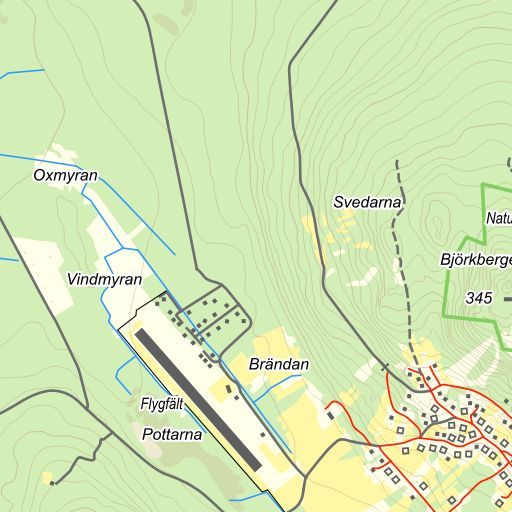 Oxmyran
Svedarna
Natu
Björkberge
Vindmyran
345
Brändan
Flygfält
Pottarna